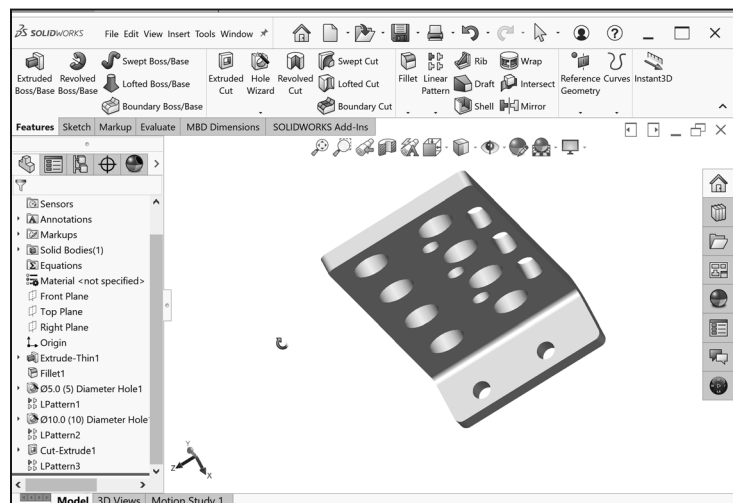 SOLIDWORKS File Edit View Insert Tools Window
Extruded Boss/Base
Revolved Boss/Base
Swept Boss/Base
Lofted Boss/Base
Boundary Boss/Base
Extruded Cut
Hole Wizard
Revolved Cut
Swept Cut
Lofted Cut
Boundary Cut
Fillet
Linear Pattern
Rib
Draft
Shell
Wrap
Intersect
Mirror
Reference Geometry
Curves
Instant3D
Features Sketch Markup Evaluate MBD Dimensions SOLIDWORKS Add-Ins
Sensors
Annotations
Markups
Solid Bodies(1)
Equations
Material <not specified>
Front Plane
Top Plane
Right Plane
Origin
Extrude-Thin1
Fillet1
Ø5.0 (5) Diameter Hole1
LPattern1
Ø10.0 (10) Diameter Hole
LPattern2
Cut-Extrude1
LPattern3
Y
Z
X
Model 3D Views Motion Study 1